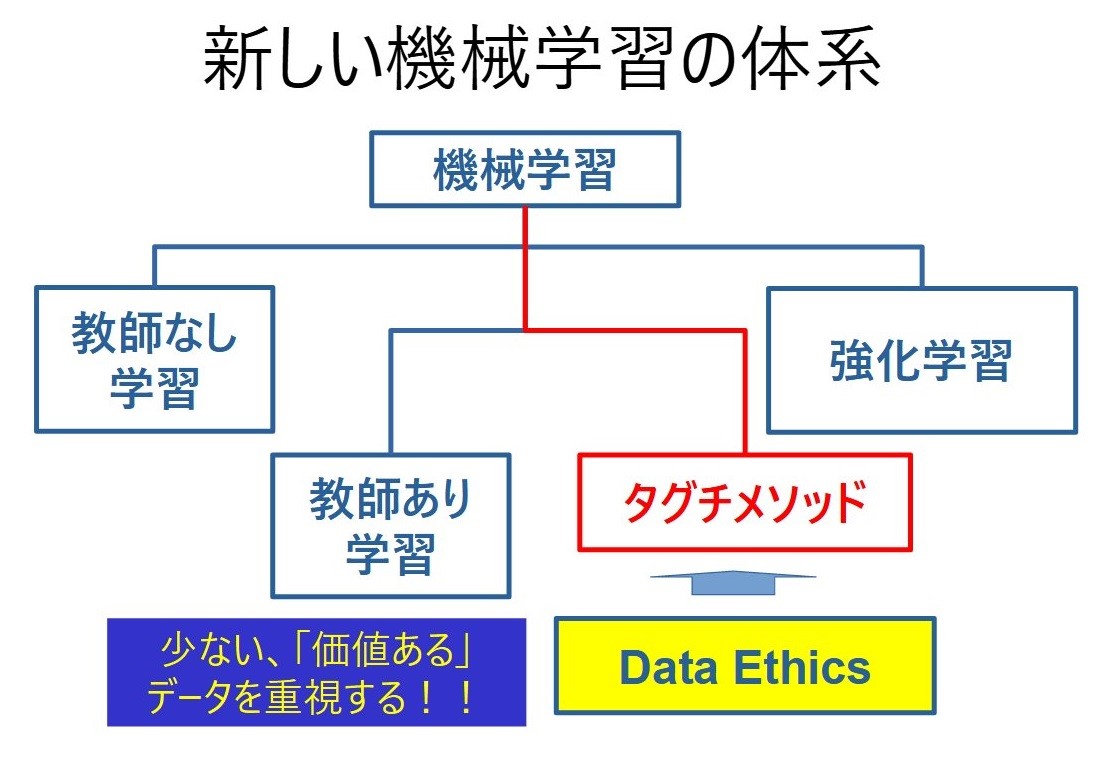 新しい機械学習の体系
機械学習
教師なし
学習
強化学習
教師あり
学習
タグチメソッド
少ない、「価値ある」
データを重視する！！
Data Ethics